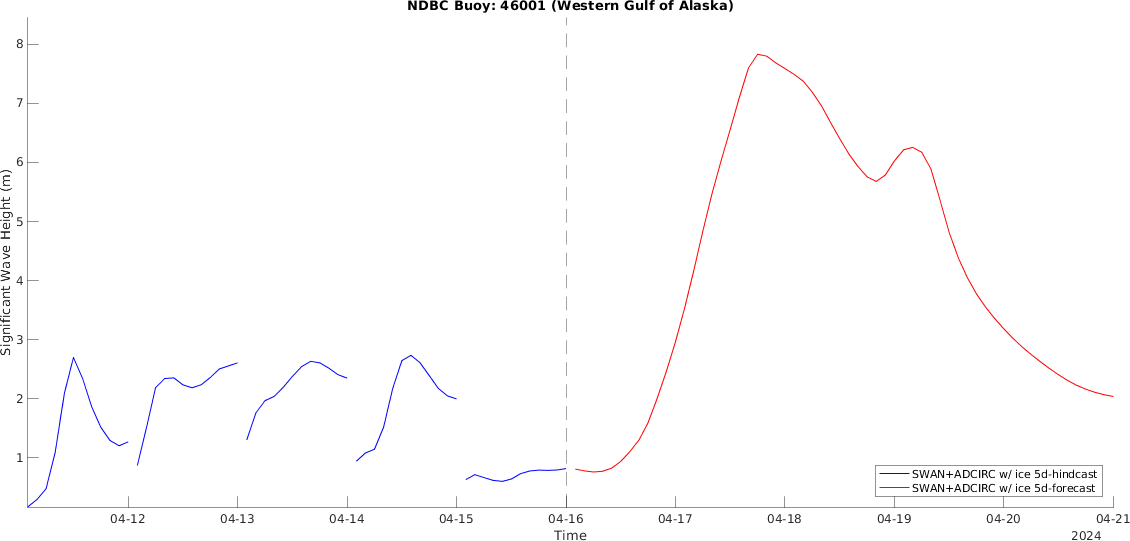 NDBC Buoy: 46001 (Western Gulf of Alaska)
8
7
6
5
4
3
2
1
Significant Wave Height (m)
SWAN+ADCIRC w/ ice 5d-hindcast
SWAN+ADCIRC w/ ice 5d-forecast
04-12 04-13 04-14 04-15 04-16 04-17 04-18 04-19 04-20 04-21
Time
2024